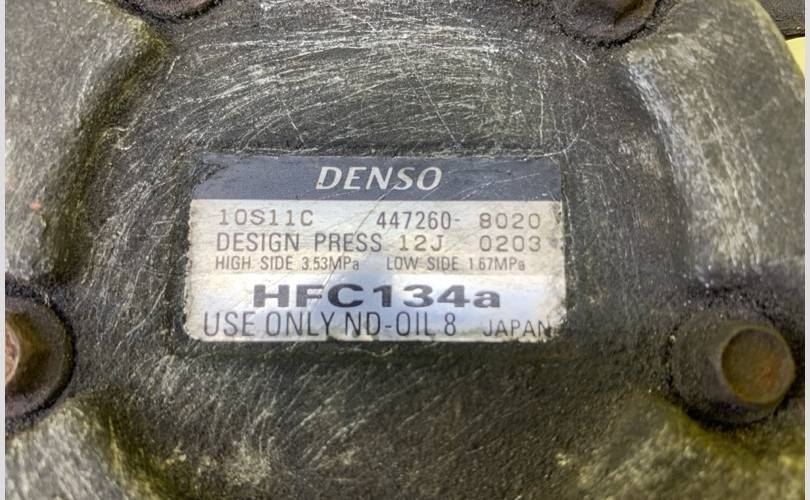 DENSO
10S11C 447260- 8020
DESIGN PRESS 12J 0203
HIGH SIDE 3.53MPa LOW SIDE 1.67MPa
HFC134a
USE ONLY ND-OIL 8 JAPAN